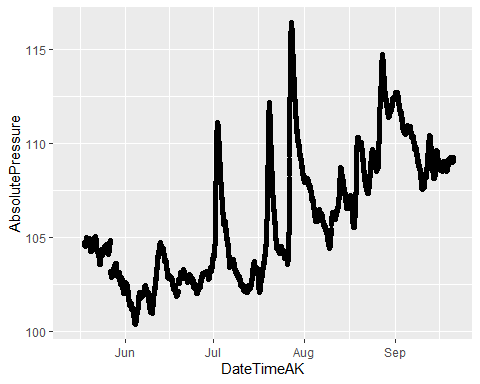 AbsolutePressure
115
110
105
100
Jun Jul Aug Sep
DateTimeAK